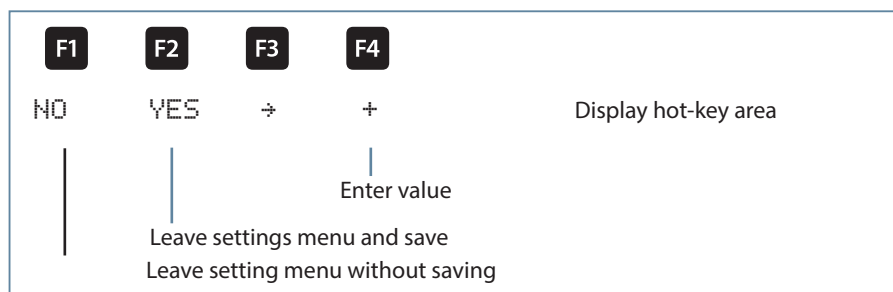 F1 F2 F3 F4
NO YES → + Display hot-key area
Enter value
Leave settings menu and save
Leave setting menu without saving